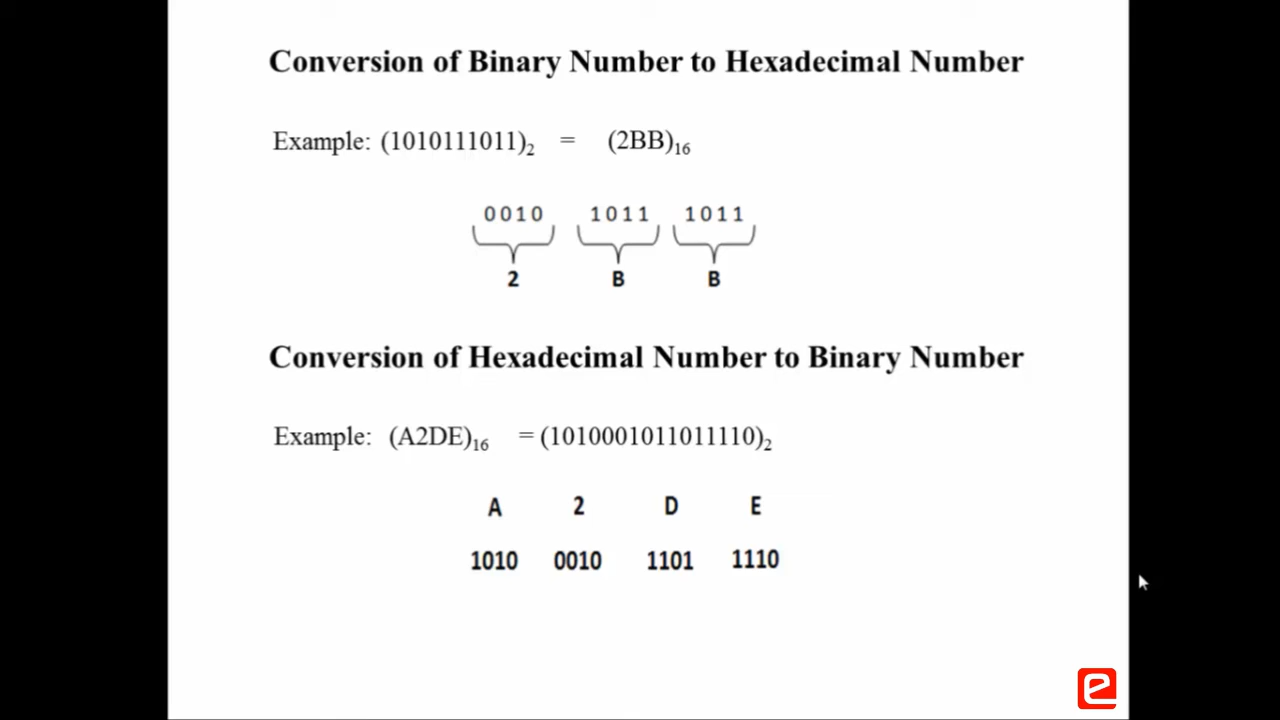 Conversion of Binary Number to Hexadecimal Number
Example: (1010111011)₂ = (2BB)₁₆
0010 1011 1011
2 B B
Conversion of Hexadecimal Number to Binary Number
Example: (A2DE)₁₆ = (1010001011011110)₂
A 2 D E
1010 0010 1101 1110
e